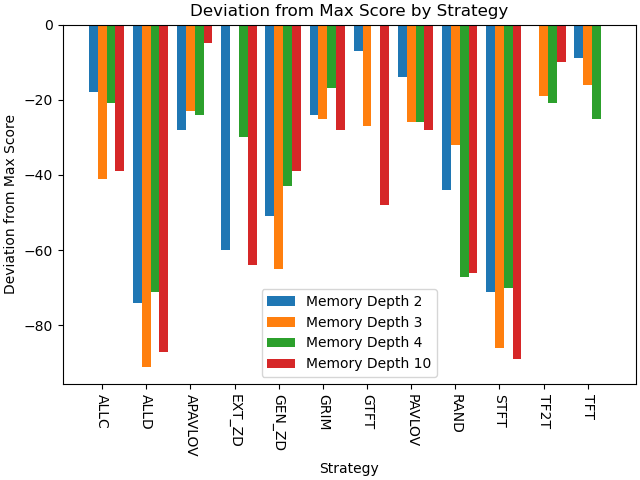 Deviation from Max Score by Strategy
Deviation from Max Score
0
−20
−40
−60
−80
Memory Depth 2
Memory Depth 3
Memory Depth 4
Memory Depth 10
ALLC
ALLD
APAVLOV
EXT_ZD
GEN_ZD
GRIM
GTFT
PAVLOV
RAND
STFT
TF2T
TFT
Strategy